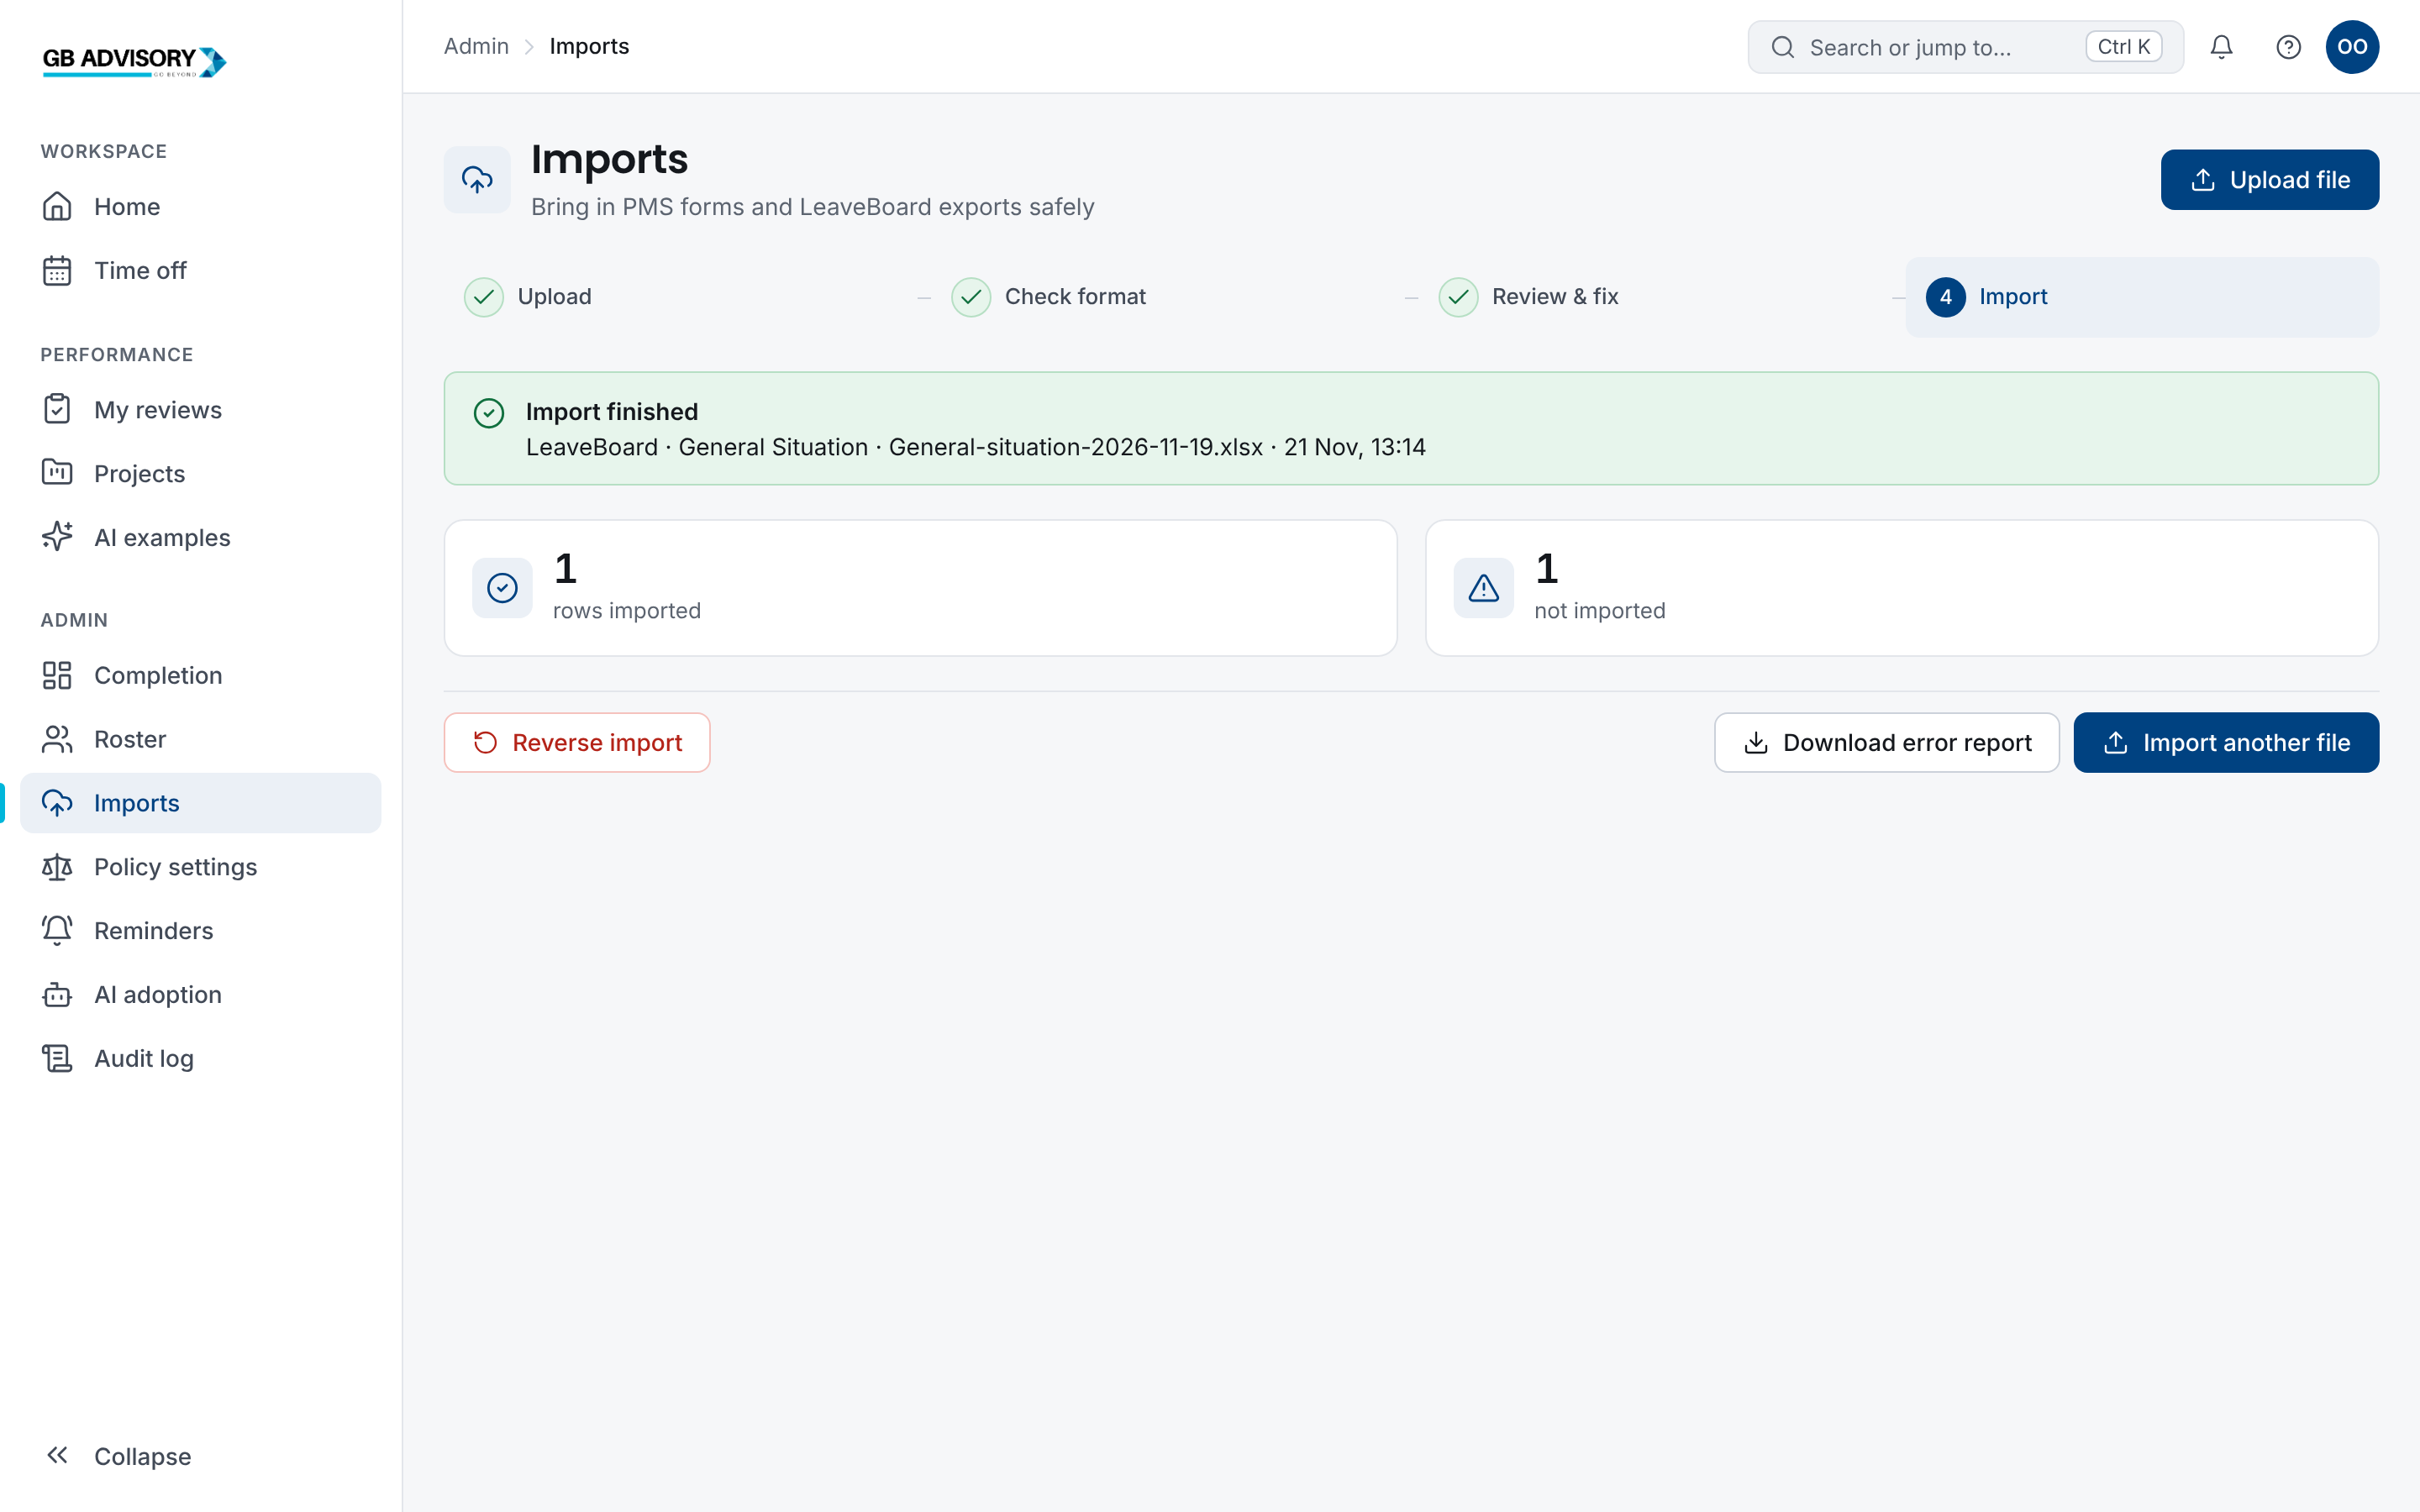 GB ADVISORY
GO BEYOND
WORKSPACE
Home
Time off
PERFORMANCE
My reviews
Projects
AI examples
ADMIN
Completion
Roster
Imports
Policy settings
Reminders
AI adoption
Audit log
Collapse
Admin > Imports
Search or jump to... Ctrl K
OO
Imports
Bring in PMS forms and LeaveBoard exports safely
Upload file
Upload – Check format – Review & fix – 4 Import
Import finished
LeaveBoard · General Situation · General-situation-2026-11-19.xlsx · 21 Nov, 13:14
1
rows imported
1
not imported
Reverse import
Download error report
Import another file